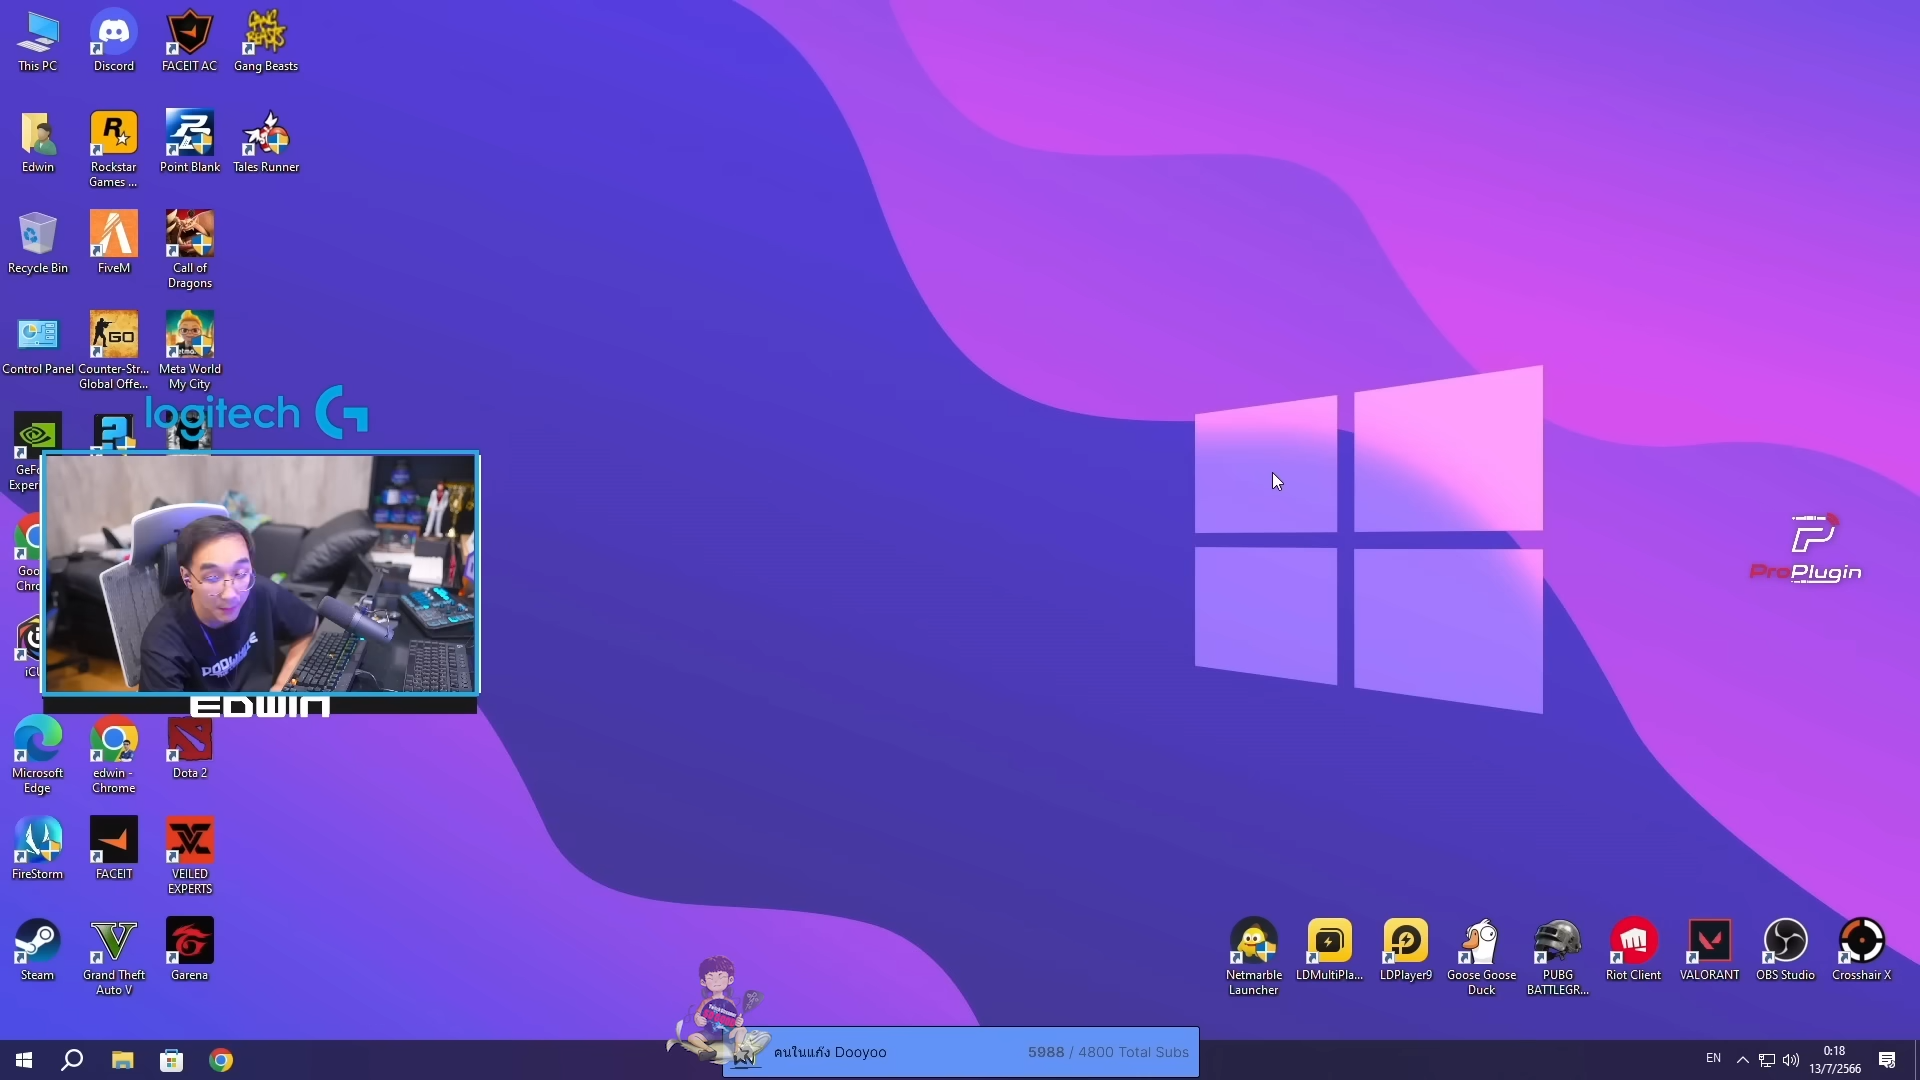 This PC
Discord
FACEIT AC
Gang Beasts
Edwin
Rockstar
Games ...
Point Blank
Tales Runner
Recycle Bin
FiveM
Call of
Dragons
Control Panel
Counter-Str...
Global Offe...
Meta World
My City
GO
logitech G
EDWIN
Microsoft
Edge
edwin -
Chrome
Dota 2
FireStorm
FACEIT
VEILED
EXPERTS
Steam
Grand Theft
Auto V
Garena
ProPlugin
Netmarble
Launcher
LDMultiPla...
LDPlayer9
Goose Goose
Duck
PUBG
BATTLEGR...
Riot Client
VALORANT
OBS Studio
Crosshair X
คนในแก๊ง Dooyoo
5988 / 4800 Total Subs
EN
0:18
13/7/2566